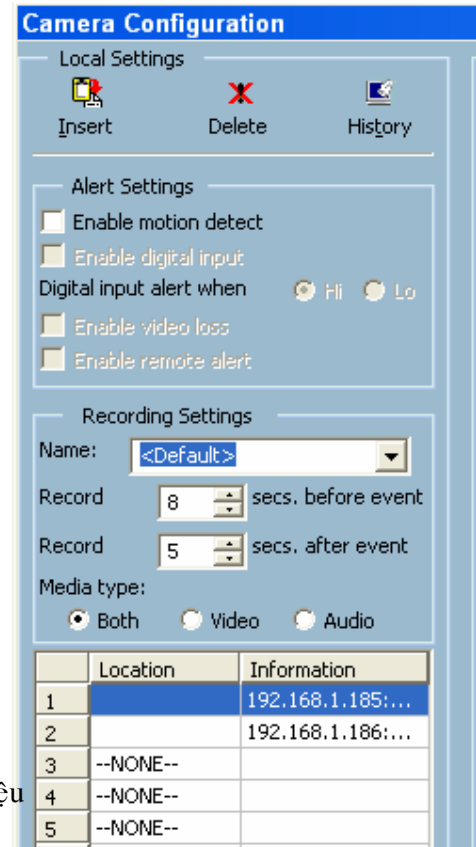 Camera Configuration
Local Settings
Insert Delete History
Alert Settings
Enable motion detect
Enable digital input
Digital input alert when Hi Lo
Enable video loss
Enable remote alert
Recording Settings
Name: <Default>
Record 8 secs. before event
Record 5 secs. after event
Media type:
Both Video Audio
Location Information
1 192.168.1.185:...
2 192.168.1.186:...
3 --NONE--
ệu 4 --NONE--
5 --NONE--